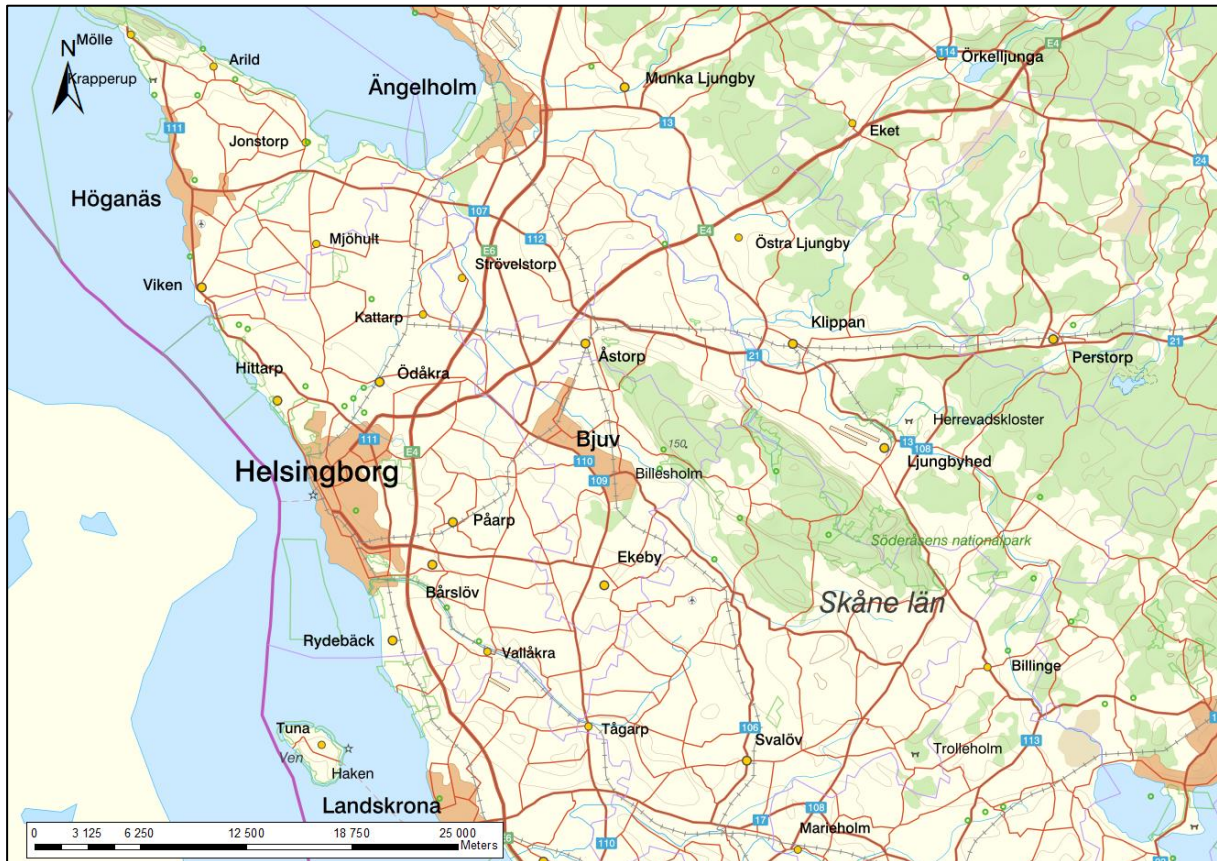 Mölle
N
Krapperup
Arild
Ängelholm
Munka Ljungby
114
Örkelljunga
E4
111
Jonstorp
13
Eket
24
Höganäs
107
112
E6
E4
Mjöhult
Strövelstorp
Östra Ljungby
Viken
Kattarp
Åstorp
Klippan
21
Perstorp
21
Hittarp
Ödåkra
111
E4
Helsingborg
Bjuv
150
110
109
Billesholm
Herrevadskloster
13
108
Ljungbyhed
Påarp
Söderåsens nationalpark
Bårslöv
Ekeby
Skåne län
Rydebäck
Vallåkra
Billinge
Tuna
Ven
Haken
Tågarp
106
Svalöv
Trolleholm
113
Landskrona
17
108
Marieholm
E6
110
0 3 125 6 250 12 500 18 750 25 000
Meters